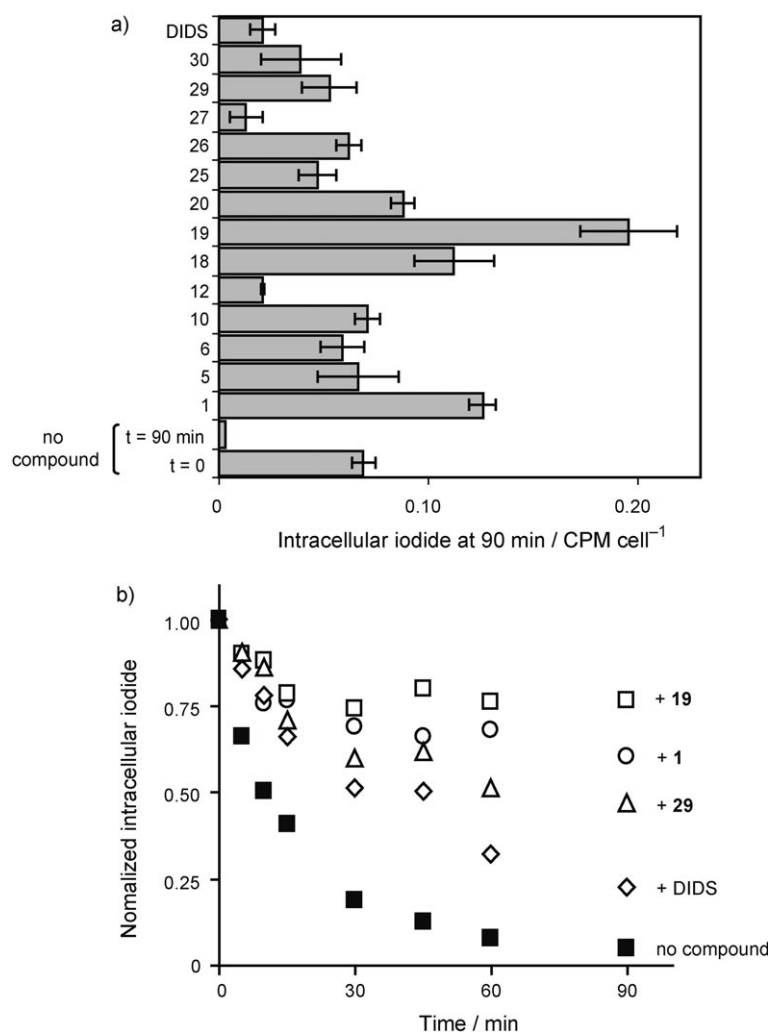 a)
DIDS
30
29
27
26
25
20
19
18
12
10
6
5
1
no compound
t = 90 min
t = 0
0
0.10
0.20
Intracellular iodide at 90 min / CPM cell⁻¹
b)
Nomalized intracellular iodide
1.00
0.75
0.50
0.25
0
+ 19
+ 1
+ 29
+ DIDS
no compound
0
30
60
90
Time / min